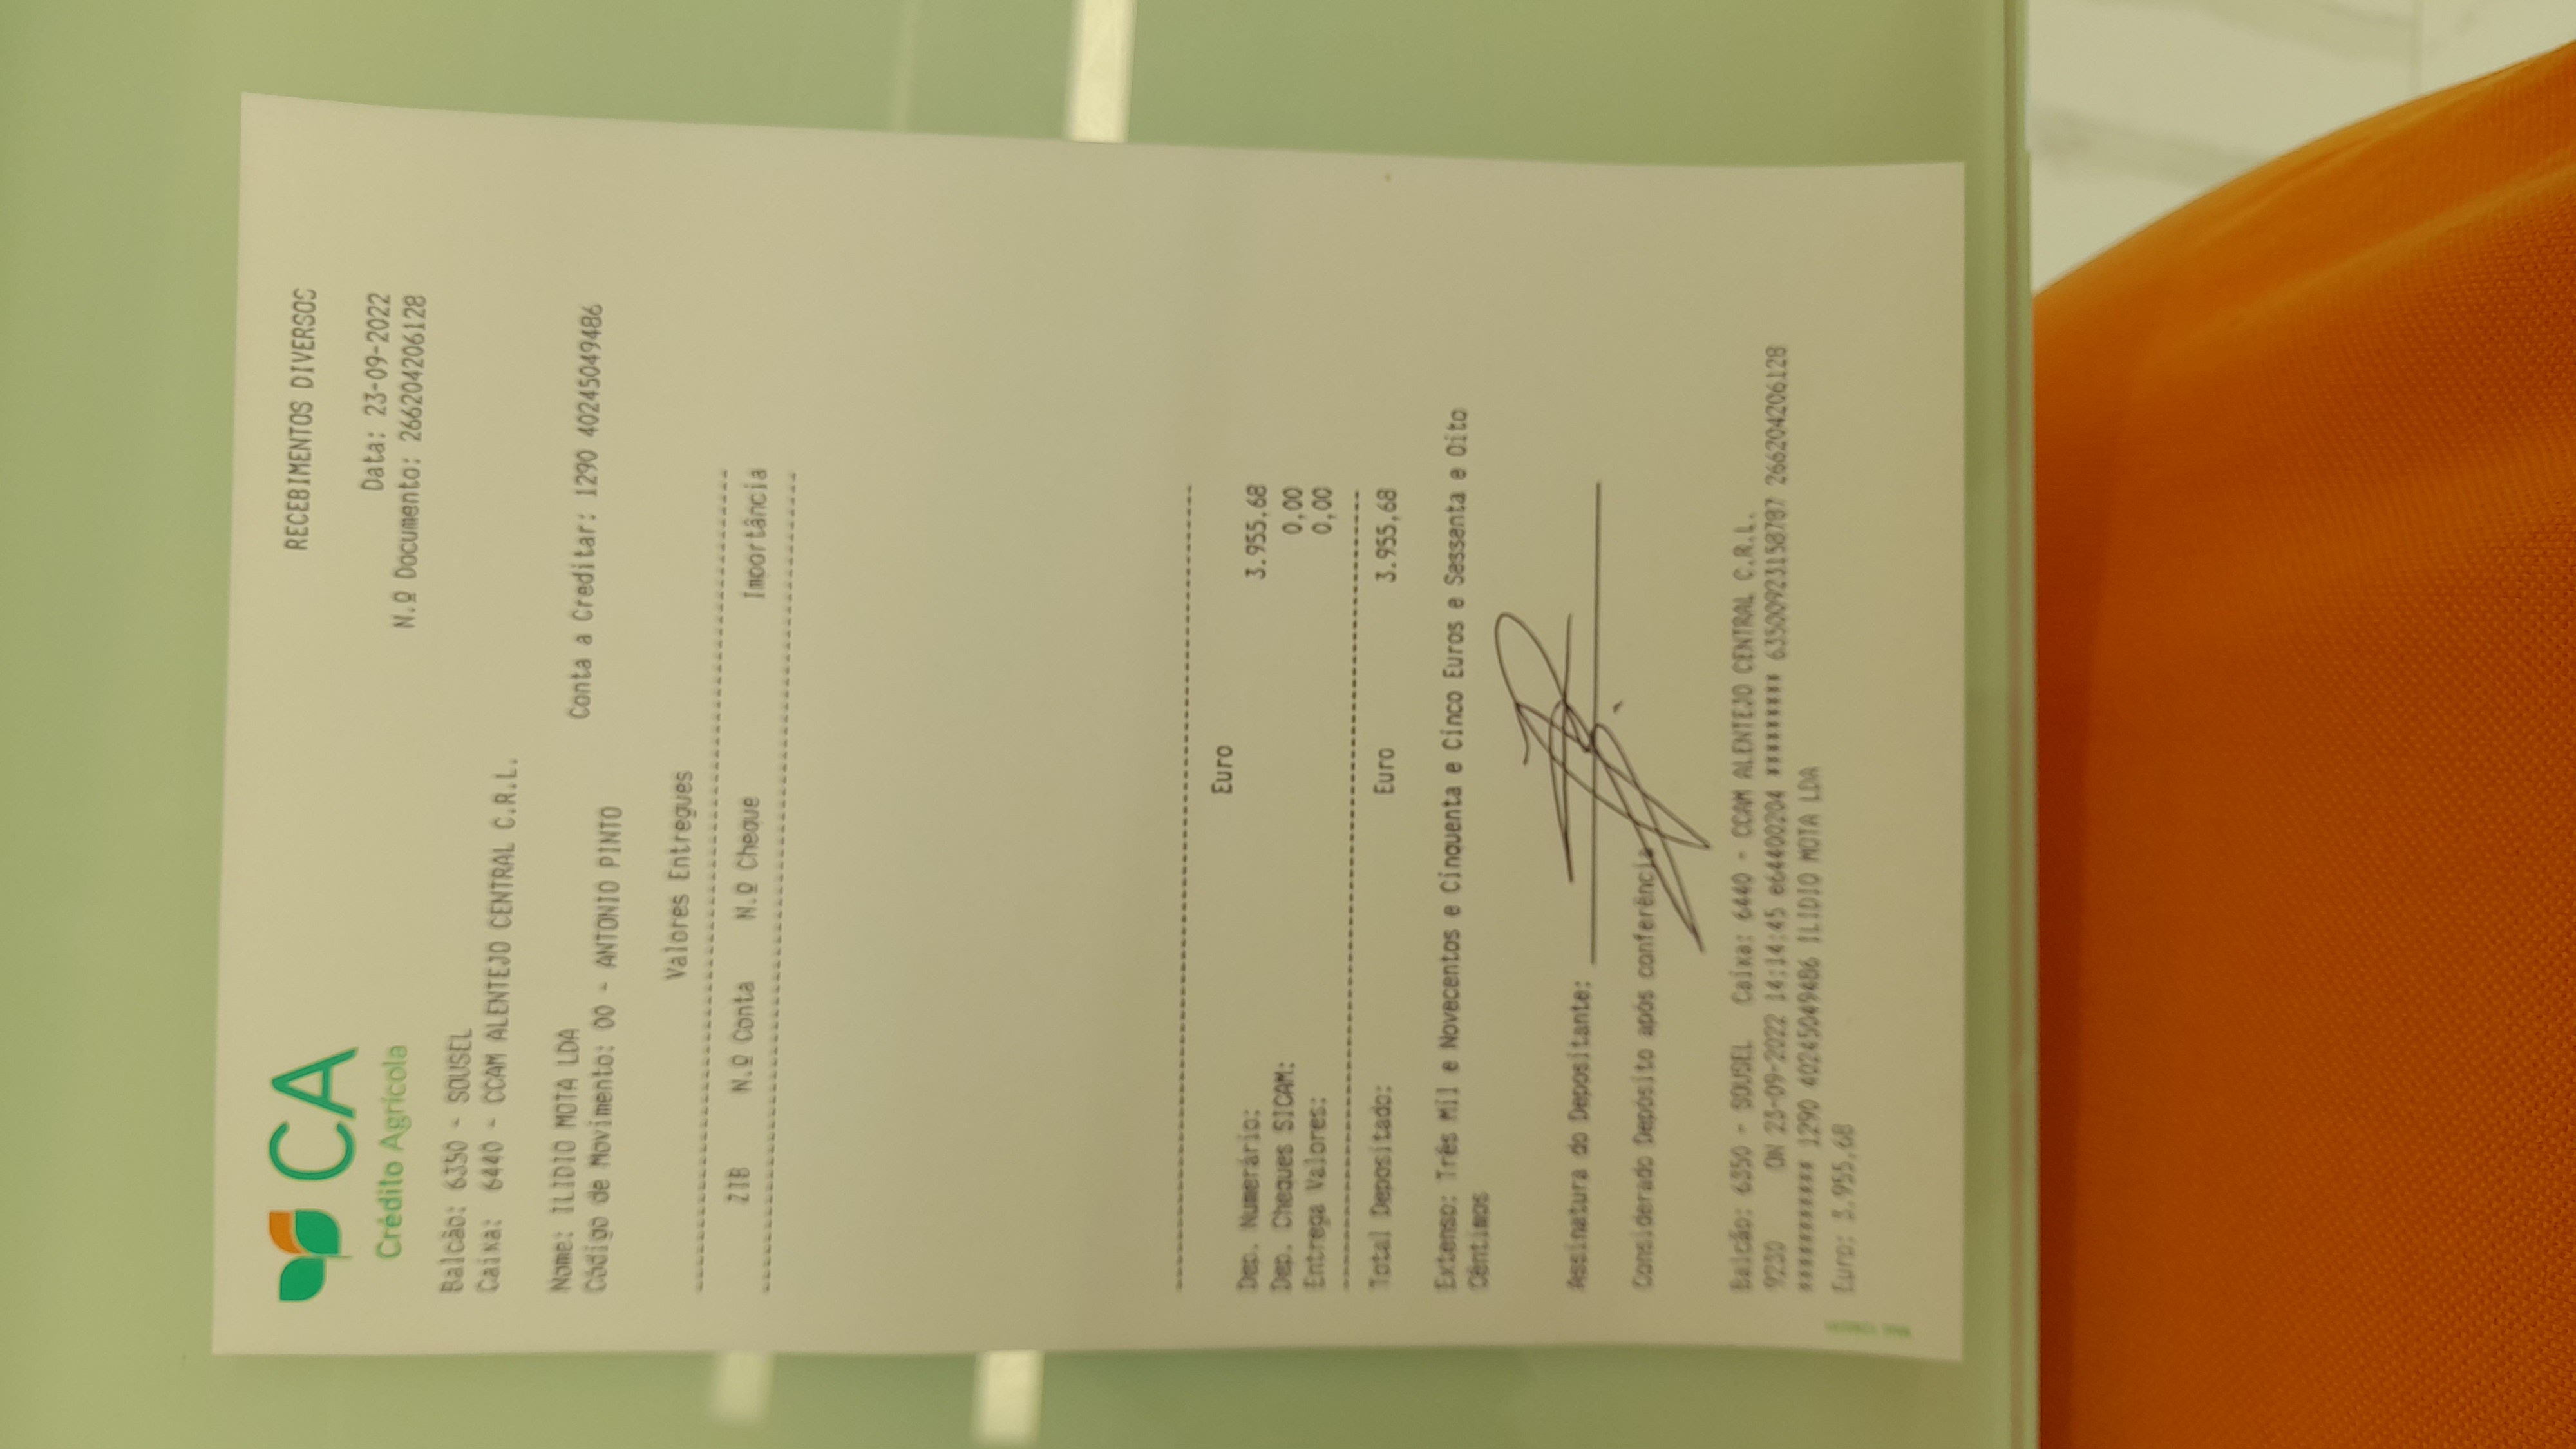 CA
Crédito Agrícola
RECEBIMENTOS DIVERSOS
Data: 23-09-2022
N.º Documento: 266204206128
Balcão: 6350 - SOUSEL
Caixa: 6440 - CCAM ALENTEJO CENTRAL C.R.L.
Nome: ILIDIO MOTA LDA Conta a Creditar: 1290 40245049486
Código de Movimento: 00 - ANTONIO PINTO
Valores Entregues
ZIB N.º Conta N.º Cheque Importância
Euro
Dep. Numerário: 3.955,68
Dep. Cheques SICAM: 0,00
Entrega Valores: 0,00
Total Depositado: Euro 3.955,68
Extenso: Três Mil e Novecentos e Cinquenta e Cinco Euros e Sessenta e Oito
Cêntimos
Assinatura do Depositante:
Considerado Depósito após conferência
Balcão: 6350 - SOUSEL Caixa: 6440 - CCAM ALENTEJO CENTRAL C.R.L.
9230 ON 23-09-2022 14:14:45 e64400204 ******** 63500923158787 266204206128
********** 1290 40245049486 ILIDIO MOTA LDA
Euro: 3.955,68